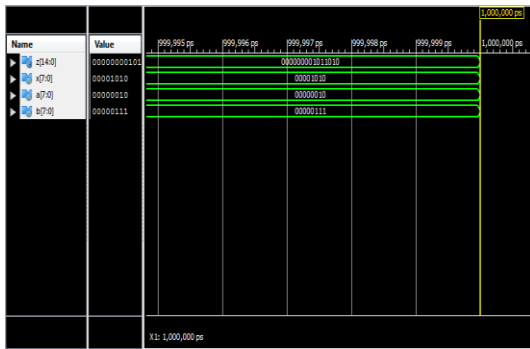 1,000,000 ps
Name Value 999,995 ps 999,996 ps 999,997 ps 999,998 ps 999,999 ps 1,000,000 ps
z[14:0] 00000000101 000000001011010
x[7:0] 00001010 00001010
a[7:0] 00000010 00000010
b[7:0] 00000111 00000111
X1: 1,000,000 ps